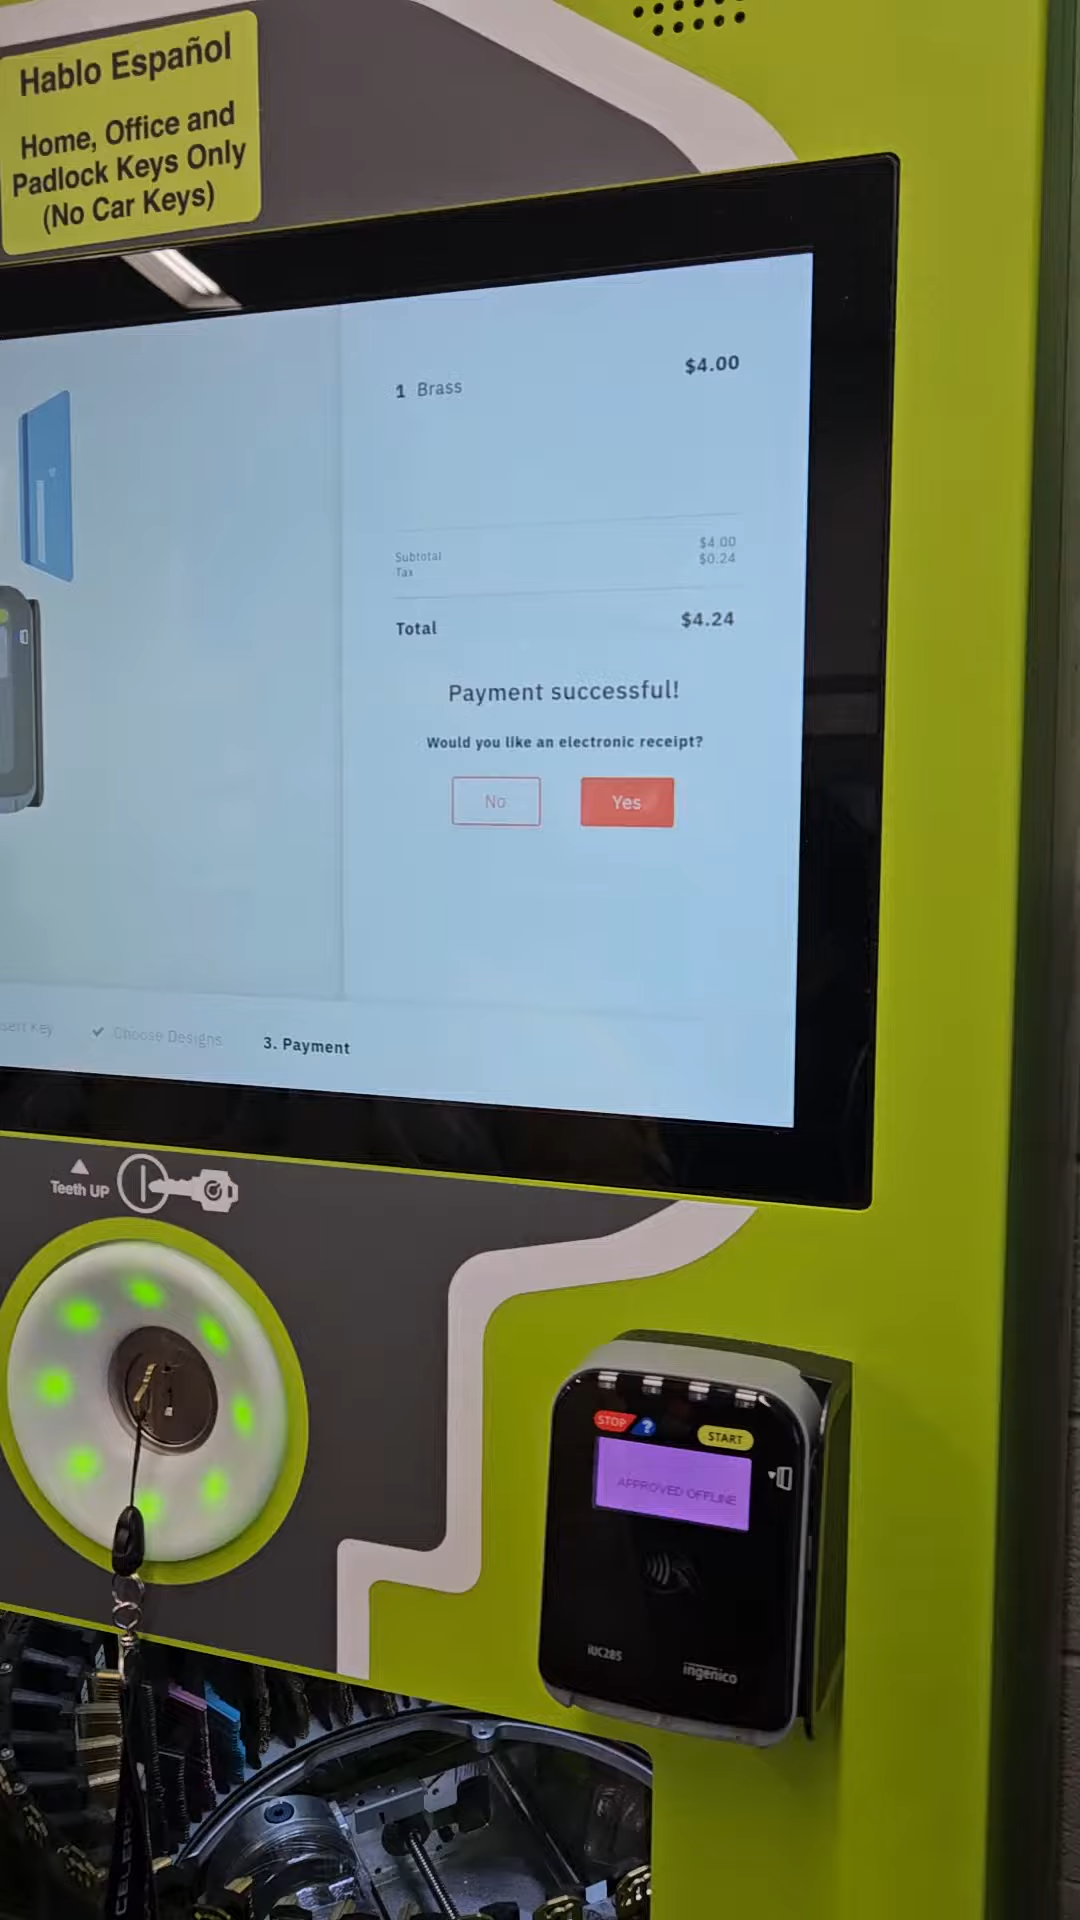 Hablo Español
Home, Office and
Padlock Keys Only
(No Car Keys)
1 Brass $4.00
Subtotal $4.00
Tax $0.24
Total $4.24
Payment successful!
Would you like an electronic receipt?
No Yes
Key ✔ Choose Designs 3. Payment
Teeth UP
STOP ? START
APPROVED OFFLINE
iUC285
ingenico